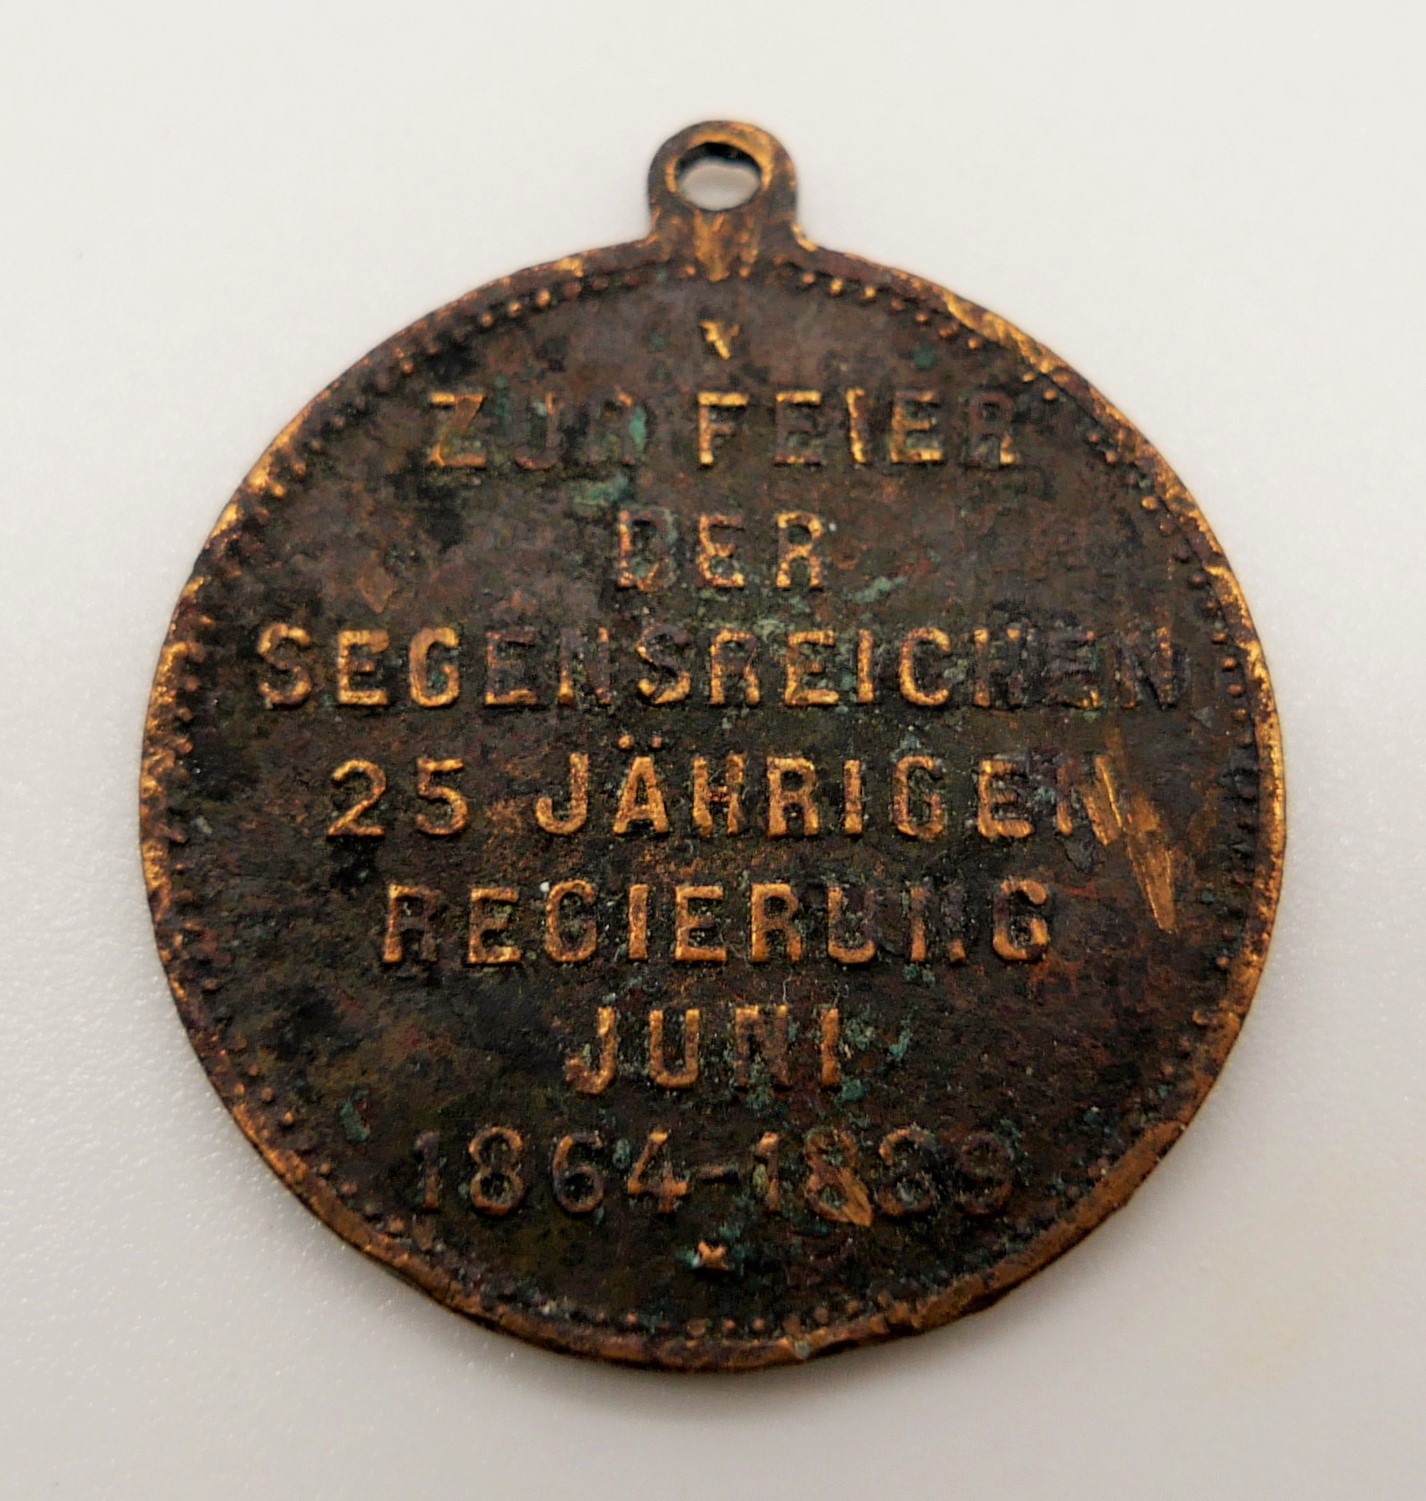 ZUR FEIER
DER
SEGENSREICHEN
25 JÄHRIGEN
REGIERUNG
JUNI
1864-1889